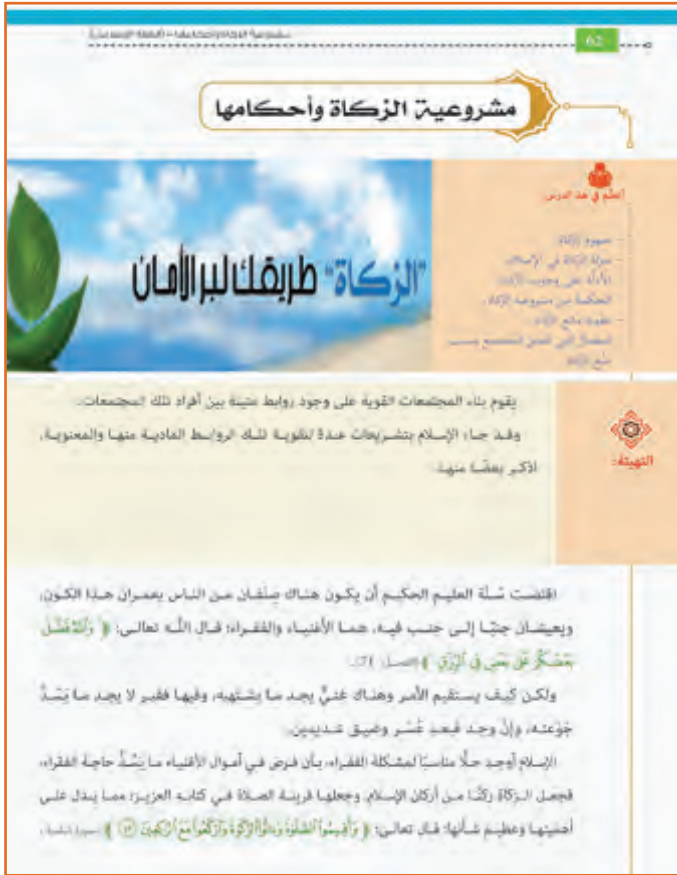 62
مشروعية الزكاة وأحكامها
أتعلم في هذا الدرس:
- مفهوم الزكاة.
- منزلة الزكاة في الإسلام.
- الأدلة على وجوب الزكاة.
- الحكمة من مشروعية الزكاة.
- عقوبة مانع الزكاة.
منع الزكاة
"الزكاة" طريقك لبر الأمان
التهيئة:
يقوم بناء المجتمعات القوية على وجود روابط متينة بين أفراد تلك المجتمعات.
وقد جاء الإسلام بتشريعات عدة لتقوية تلك الروابط المادية منها والمعنوية،
اذكر بعضًا منها.
اقتضت سُنّة العليم الحكيم أن يكون هناك صنفان من الناس يعمران هذا الكون،
ويعيشان جنبًا إلى جنب فيه، هما الأغنياء والفقراء؛ قال الله تعالى: ﴿ وَاللَّهُ فَضَّلَ
بَعْضَكُمْ عَلَى بَعْضٍ فِي الرِّزْقِ ﴾ (النحل: 71).
ولكن كيف يستقيم الأمر وهناك غنيٌّ يجد ما يشتهيه، وفيها فقير لا يجد ما يَسُدُّ
جَوْعته، وإنْ وجد فبعد عُسْر وضيق شديدين.
الإسلام أوجد حلًا مناسبًا لمشكلة الفقراء، بأن فرض في أموال الأغنياء ما يَسُدُّ حاجة الفقراء،
فجعل الزكاة ركنًا من أركان الإسلام، وجعلها قرينة الصلاة في كتابه العزيز؛ مما يدل على
أهميتها وعظيم شأنها؛ قال تعالى: ﴿ وَأَقِيمُوا الصَّلَاةَ وَآتُوا الزَّكَاةَ وَارْكَعُوا مَعَ الرَّاكِعِينَ ﴾